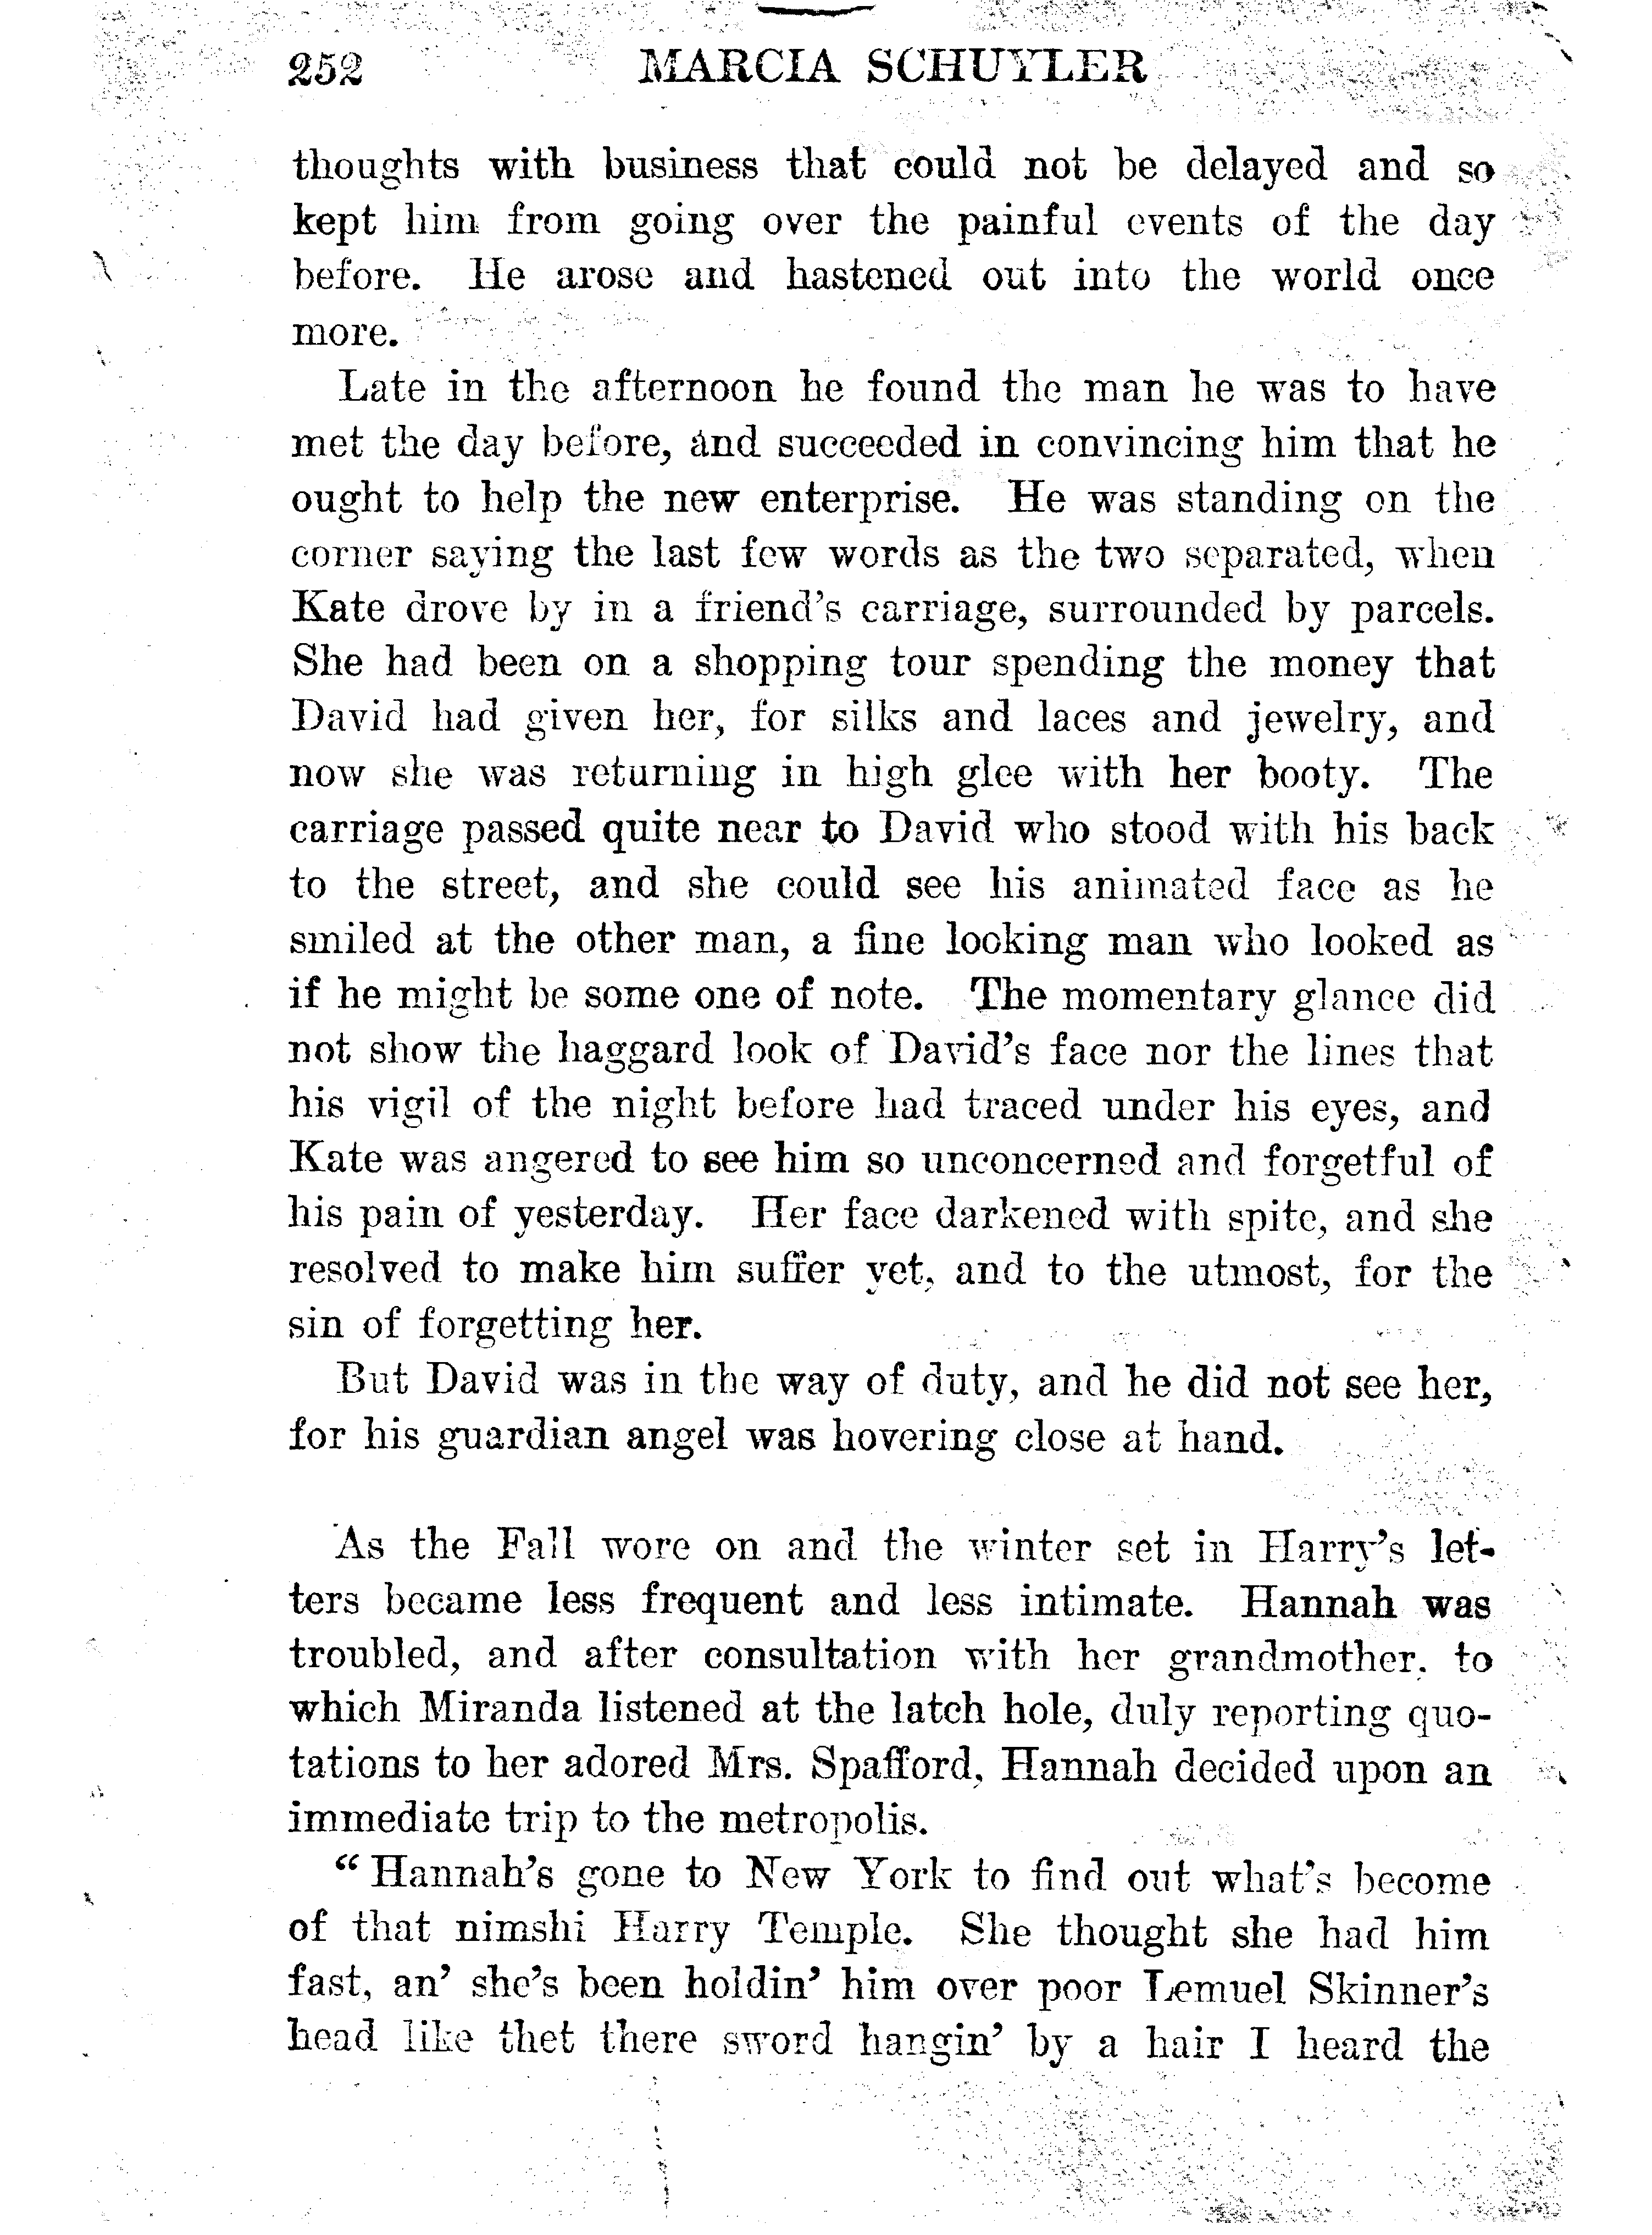 252 MARCIA SCHUYLER
thoughts with business that could not be delayed and so
kept him from going over the painful events of the day
before. He arose and hastened out into the world once
more.
Late in the afternoon he found the man he was to have
met the day before, and succeeded in convincing him that he
ought to help the new enterprise. He was standing on the
corner saying the last few words as the two separated, when
Kate drove by in a friend's carriage, surrounded by parcels.
She had been on a shopping tour spending the money that
David had given her, for silks and laces and jewelry, and
now she was returning in high glee with her booty. The
carriage passed quite near to David who stood with his back
to the street, and she could see his animated face as he
smiled at the other man, a fine looking man who looked as
if he might be some one of note. The momentary glance did
not show the haggard look of David's face nor the lines that
his vigil of the night before had traced under his eyes, and
Kate was angered to see him so unconcerned and forgetful of
his pain of yesterday. Her face darkened with spite, and she
resolved to make him suffer yet, and to the utmost, for the
sin of forgetting her.
But David was in the way of duty, and he did not see her,
for his guardian angel was hovering close at hand.
As the Fall wore on and the winter set in Harry's let-
ters became less frequent and less intimate. Hannah was
troubled, and after consultation with her grandmother, to
which Miranda listened at the latch hole, duly reporting quo-
tations to her adored Mrs. Spafford, Hannah decided upon an
immediate trip to the metropolis.
“Hannah's gone to New York to find out what's become
of that nimshi Harry Temple. She thought she had him
fast, an' she's been holdin' him over poor Lemuel Skinner's
head like thet there sword hangin' by a hair I heard the